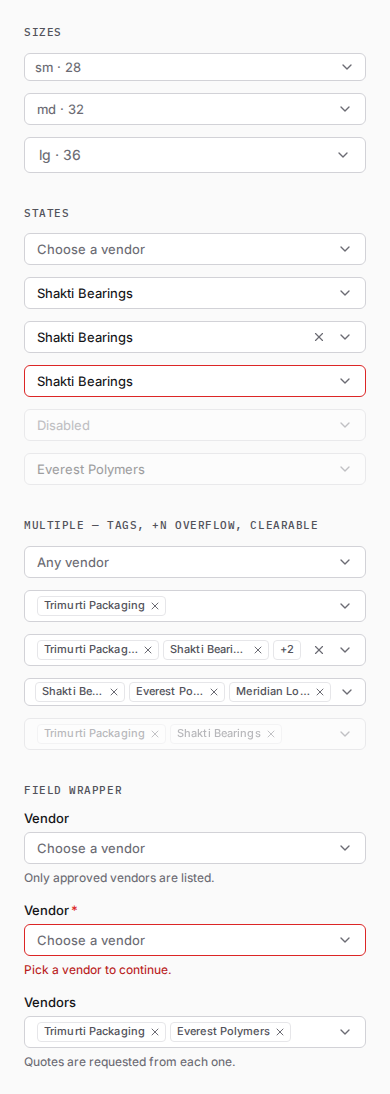 SIZES
sm · 28
md · 32
lg · 36
STATES
Choose a vendor
Shakti Bearings
Shakti Bearings
Shakti Bearings
Disabled
Everest Polymers
MULTIPLE — TAGS, +N OVERFLOW, CLEARABLE
Any vendor
Trimurti Packaging
Trimurti Packag... Shakti Beari... +2
Shakti Be... Everest Po... Meridian Lo...
Trimurti Packaging Shakti Bearings
FIELD WRAPPER
Vendor
Choose a vendor
Only approved vendors are listed.
Vendor *
Choose a vendor
Pick a vendor to continue.
Vendors
Trimurti Packaging Everest Polymers
Quotes are requested from each one.